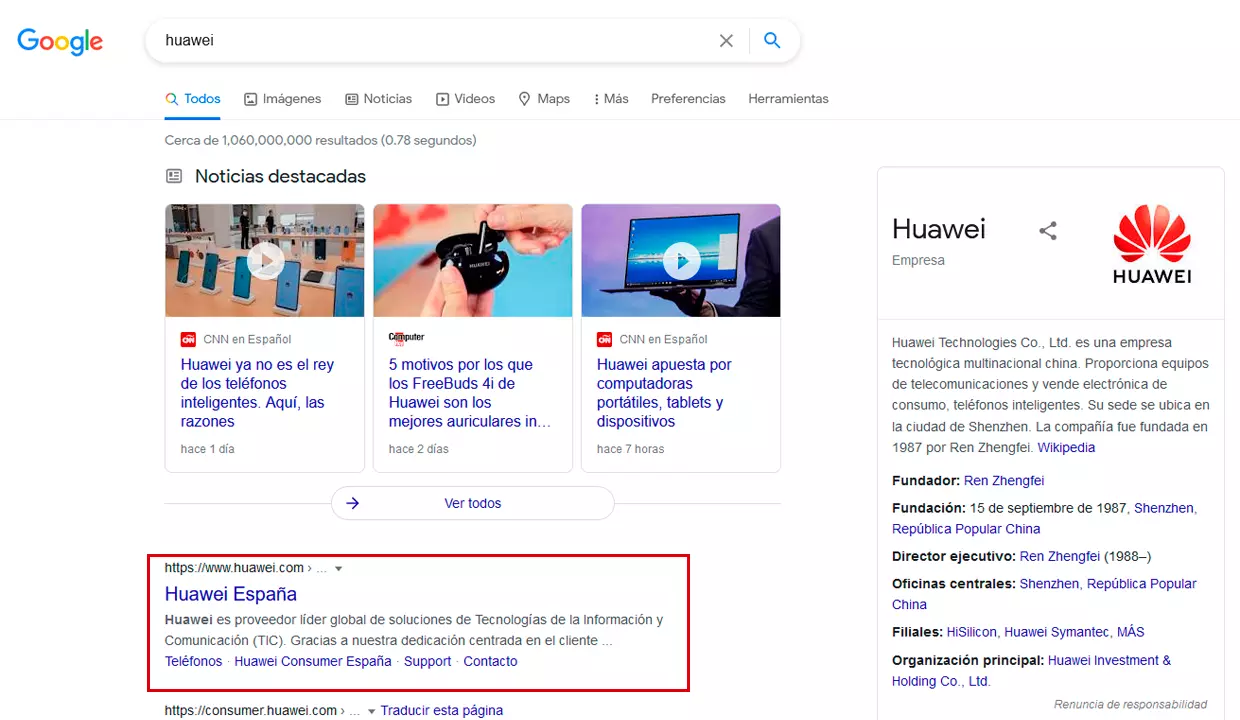 Google
huawei
Todos
Imágenes
Noticias
Videos
Maps
Más
Preferencias
Herramientas
Cerca de 1,060,000,000 resultados (0.78 segundos)
Noticias destacadas
HUAWEI
CNN en Español
Huawei ya no es el rey
de los teléfonos
inteligentes. Aquí, las
razones
hace 1 día
Computer
5 motivos por los que
los FreeBuds 4i de
Huawei son los
mejores auriculares in...
hace 2 días
CNN en Español
Huawei apuesta por
computadoras
portátiles, tablets y
dispositivos
hace 7 horas
Ver todos
https://www.huawei.com › ...
Huawei España
Huawei es proveedor líder global de soluciones de Tecnologías de la Información y
Comunicación (TIC). Gracias a nuestra dedicación centrada en el cliente ...
Teléfonos · Huawei Consumer España · Support · Contacto
https://consumer.huawei.com › ... Traducir esta página
Huawei
Empresa
HUAWEI
Huawei Technologies Co., Ltd. es una empresa
tecnológica multinacional china. Proporciona equipos
de telecomunicaciones y vende electrónica de
consumo, teléfonos inteligentes. Su sede se ubica en
la ciudad de Shenzhen. La compañía fue fundada en
1987 por Ren Zhengfei. Wikipedia
Fundador: Ren Zhengfei
Fundación: 15 de septiembre de 1987, Shenzhen,
República Popular China
Director ejecutivo: Ren Zhengfei (1988–)
Oficinas centrales: Shenzhen, República Popular
China
Filiales: HiSilicon, Huawei Symantec, MÁS
Organización principal: Huawei Investment &
Holding Co., Ltd.
Renuncia de responsabilidad